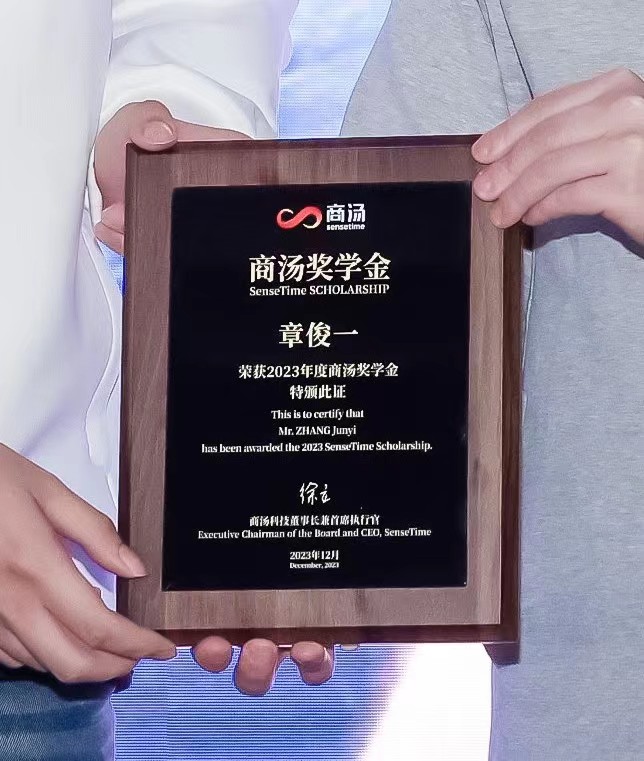 商汤
sensetime
商汤奖学金
SenseTime SCHOLARSHIP
章俊一
荣获2023年度商汤奖学金
特颁此证
This is to certify that
Mr. ZHANG Junyi
has been awarded the 2023 SenseTime Scholarship.
徐立
商汤科技董事长兼首席执行官
Executive Chairman of the Board and CEO, SenseTime
2023年12月
December, 2023